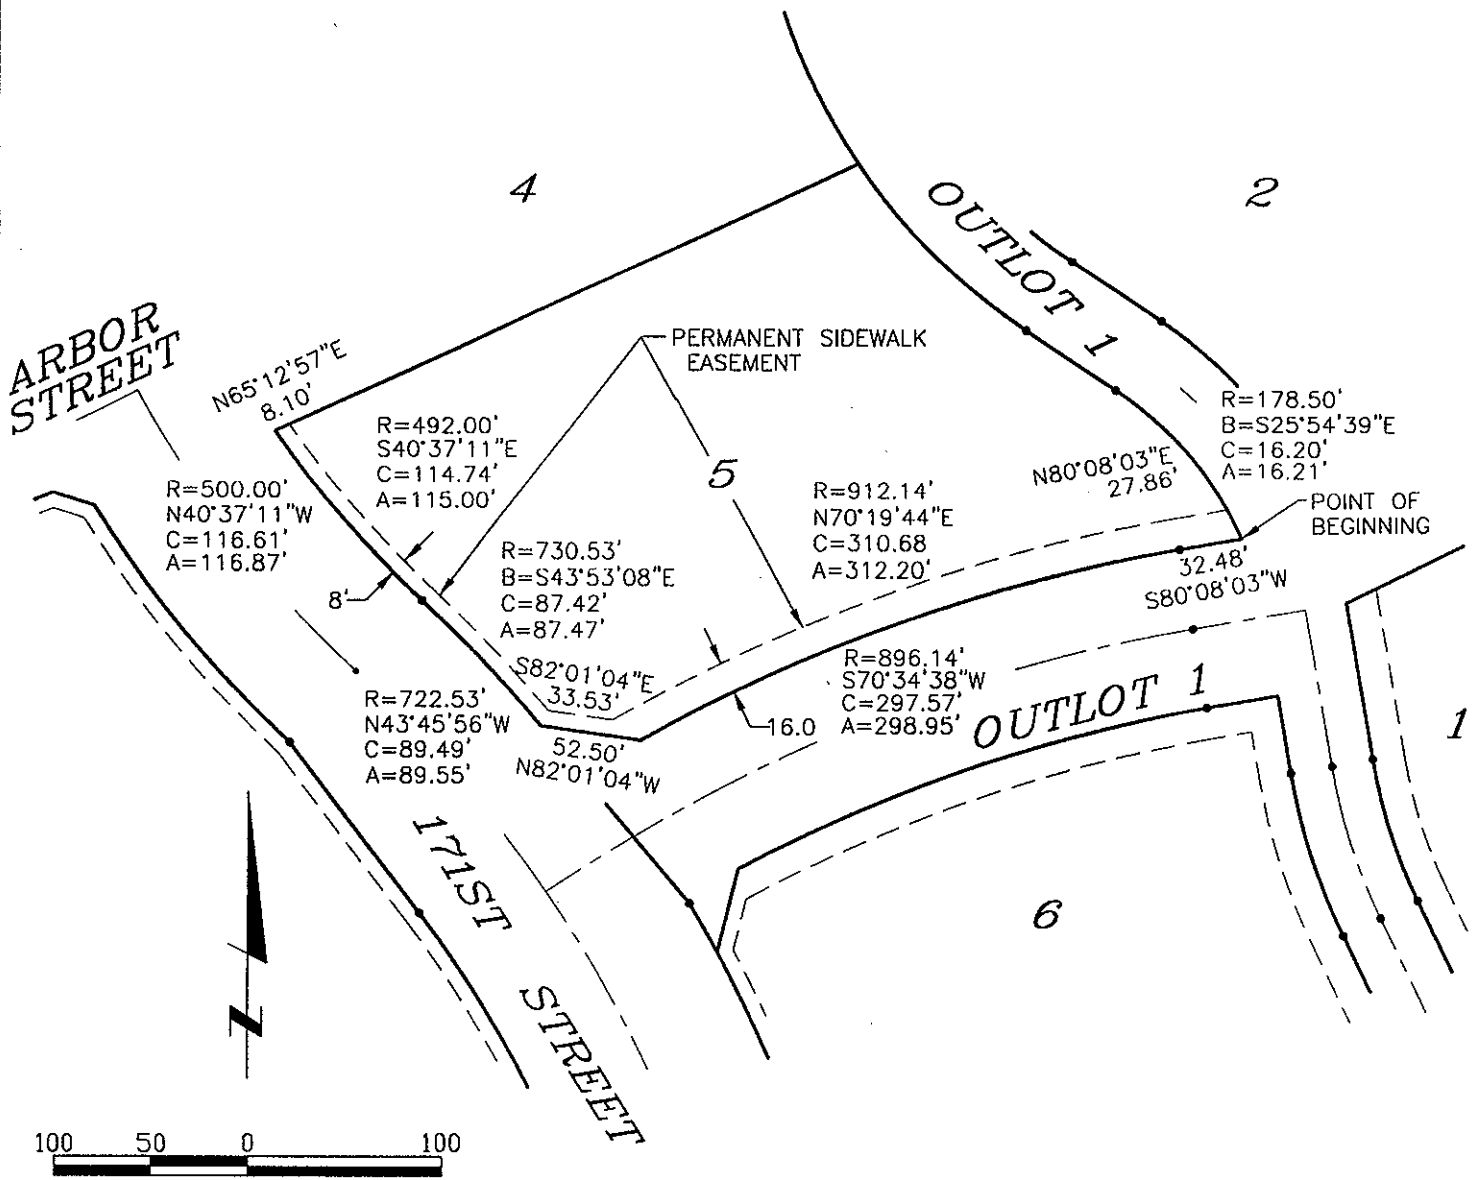 4
2
OUTLOT 1
ARBOR
STREET
PERMANENT SIDEWALK
EASEMENT
N65°12'57"E
8.10'
R=492.00'
S40°37'11"E
C=114.74'
A=115.00'
R=178.50'
B=S25°54'39"E
C=16.20'
A=16.21'
5
N80°08'03"E
27.86'
R=500.00'
N40°37'11"W
C=116.61'
A=116.87'
R=912.14'
N70°19'44"E
C=310.68
A=312.20'
POINT OF
BEGINNING
R=730.53'
B=S43°53'08"E
C=87.42'
A=87.47'
8'
32.48'
S80°08'03"W
S82°01'04"E
33.53'
R=896.14'
S70°34'38"W
C=297.57'
A=298.95'
R=722.53'
N43°45'56"W
C=89.49'
A=89.55'
16.0
OUTLOT 1
1
52.50'
N82°01'04"W
171ST STREET
6
N
100 50 0 100